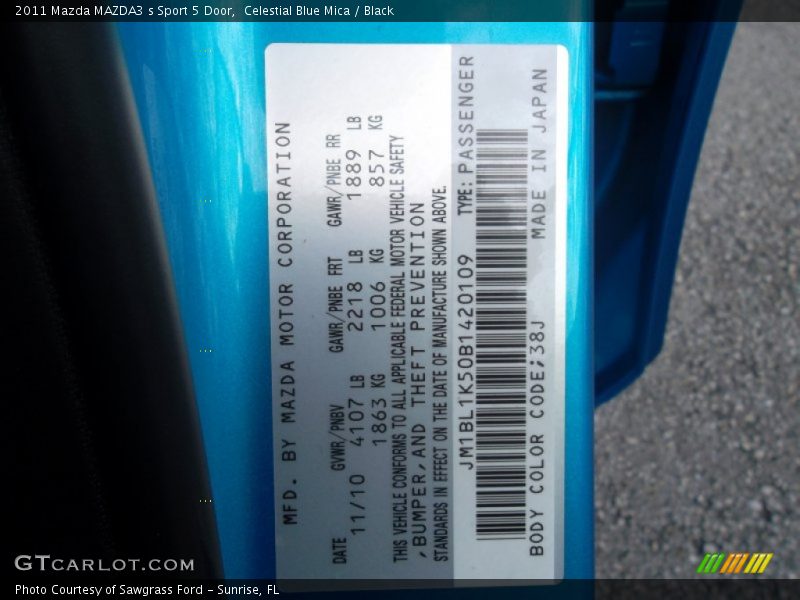 2011 Mazda MAZDA3 s Sport 5 Door,  Celestial Blue Mica / Black
MFD. BY MAZDA MOTOR CORPORATION
DATE GVWR/PNBV GAWR/PNBE FRT GAWR/PNBE RR
11/10 4107 LB 2218 LB 1889 LB
1863 KG 1006 KG 857 KG
THIS VEHICLE CONFORMS TO ALL APPLICABLE FEDERAL MOTOR VEHICLE SAFETY
,BUMPER,AND THEFT PREVENTION
STANDARDS IN EFFECT ON THE DATE OF MANUFACTURE SHOWN ABOVE.
JM1BL1K50B1420109 TYPE:PASSENGER
BODY COLOR CODE;38J MADE IN JAPAN
GTCARLOT.COM
Photo Courtesy of Sawgrass Ford - Sunrise, FL